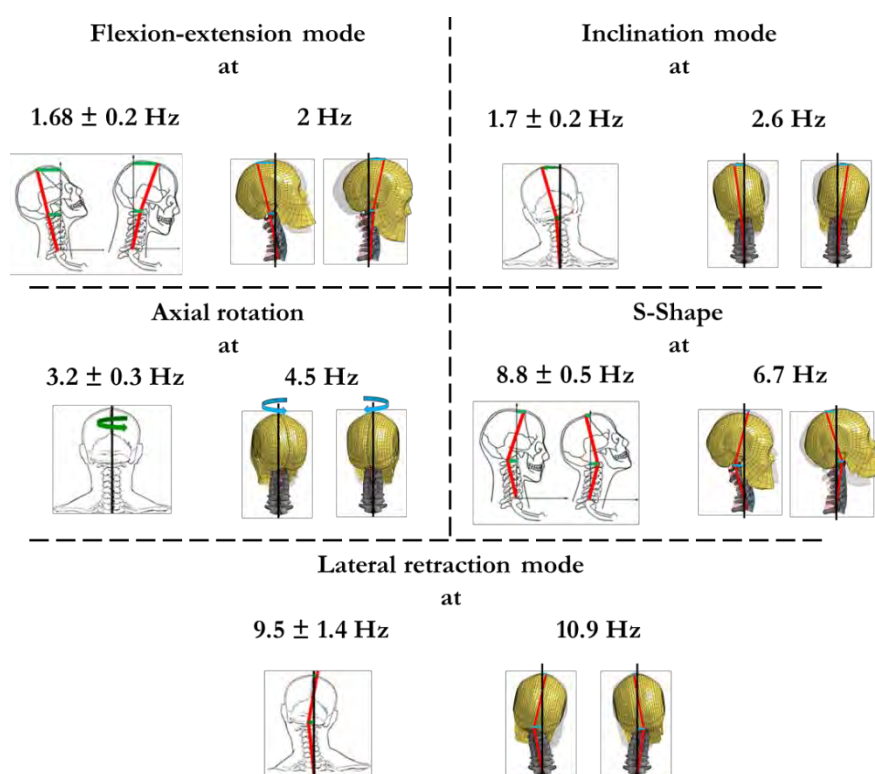 Flexion-extension mode
at
1.68 ± 0.2 Hz
2 Hz
Inclination mode
at
1.7 ± 0.2 Hz
2.6 Hz
Axial rotation
at
3.2 ± 0.3 Hz
4.5 Hz
S-Shape
at
8.8 ± 0.5 Hz
6.7 Hz
Lateral retraction mode
at
9.5 ± 1.4 Hz
10.9 Hz